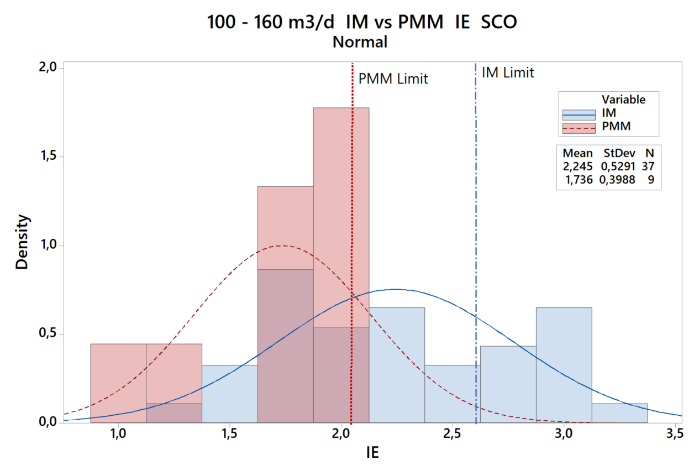 100 - 160 m3/d IM vs PMM IE SCO
Normal
2,0
1,5
1,0
0,5
0,0
Density
PMM Limit
IM Limit
Variable
IM
PMM
Mean StDev N
2,245 0,5291 37
1,736 0,3988 9
1,0 1,5 2,0 2,5 3,0 3,5
IE